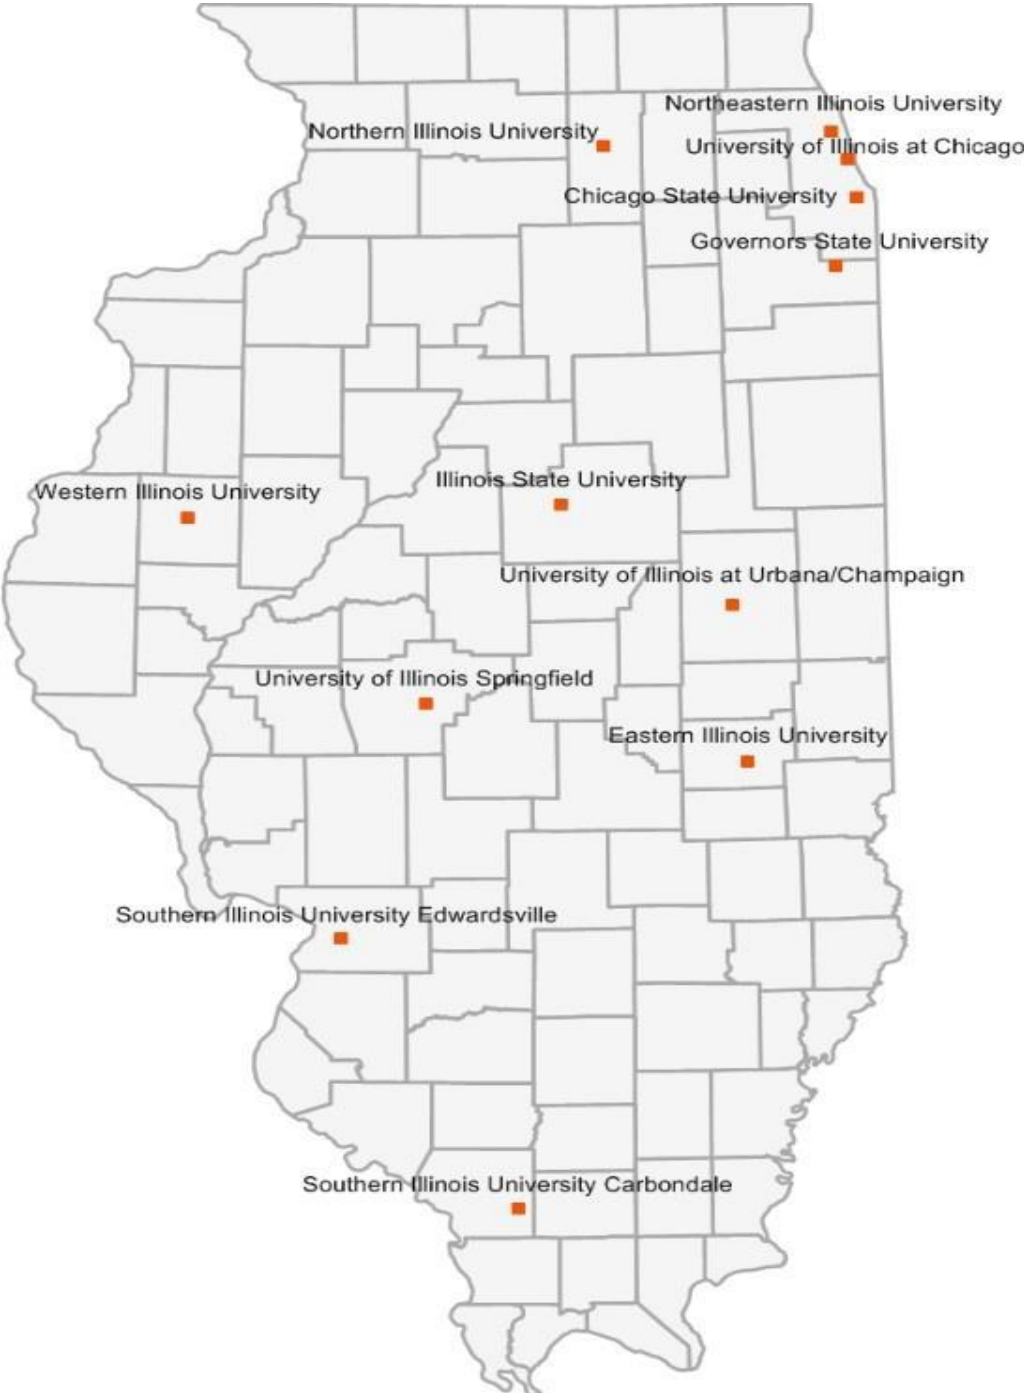 Northeastern Illinois University
Northern Illinois University
University of Illinois at Chicago
Chicago State University
Governors State University
Illinois State University
Western Illinois University
University of Illinois at Urbana/Champaign
University of Illinois Springfield
Eastern Illinois University
Southern Illinois University Edwardsville
Southern Illinois University Carbondale